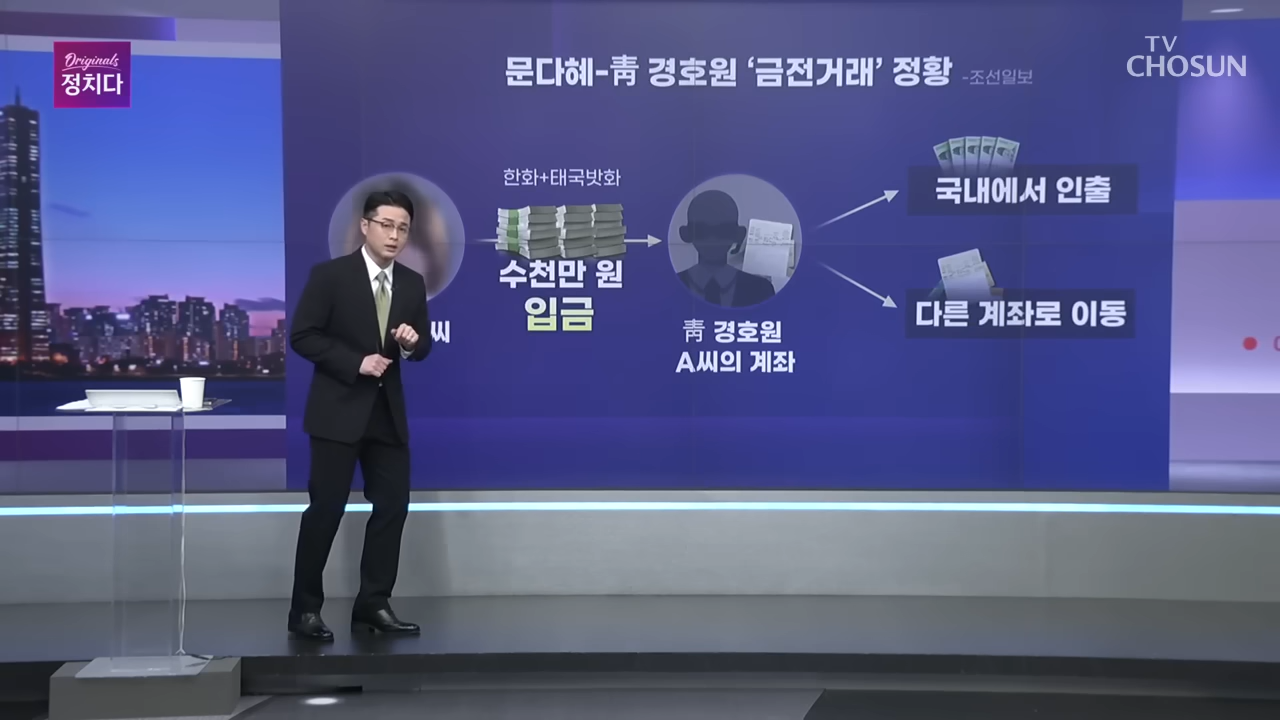 Originals
정치다
TV
CHOSUN
문다혜-靑 경호원 ‘금전거래’ 정황 -조선일보
한화+태국밧화
수천만 원
입금
씨
靑 경호원
A씨의 계좌
국내에서 인출
다른 계좌로 이동